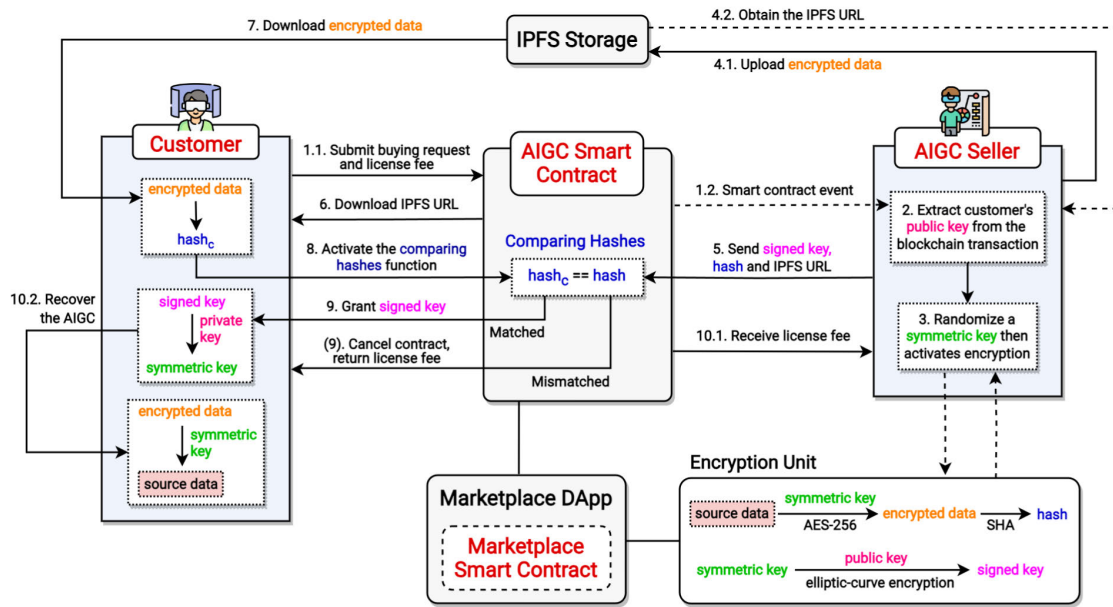 7. Download encrypted data
IPFS Storage
4.2. Obtain the IPFS URL
4.1. Upload encrypted data
Customer
encrypted data
hashc
10.2. Recover
the AIGC
signed key
private
key
symmetric key
encrypted data
symmetric
key
source data
1.1. Submit buying request
and license fee
6. Download IPFS URL
8. Activate the comparing
hashes function
9. Grant signed key
(9). Cancel contract,
return license fee
AIGC Smart
Contract
Comparing Hashes
hashc == hash
Matched
Mismatched
1.2. Smart contract event
5. Send signed key,
hash and IPFS URL
10.1. Receive license fee
AIGC Seller
2. Extract customer's
public key from the
blockchain transaction
3. Randomize a
symmetric key then
activates encryption
Marketplace DApp
Marketplace
Smart Contract
Encryption Unit
source data
symmetric key
AES-256
encrypted data
SHA
hash
symmetric key
public key
elliptic-curve encryption
signed key